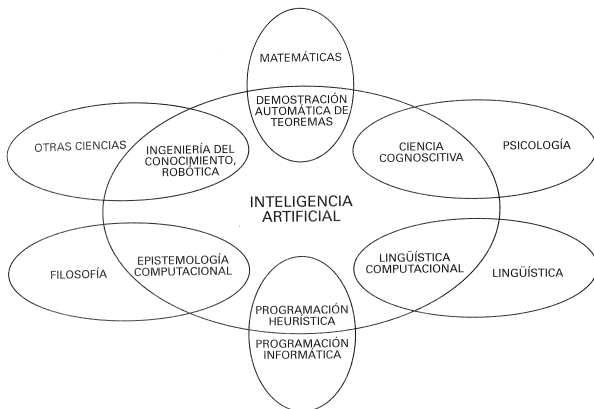 MATEMÁTICAS
DEMOSTRACIÓN
AUTOMÁTICA DE
TEOREMAS
OTRAS CIENCIAS
INGENIERÍA DEL
CONOCIMIENTO,
ROBÓTICA
CIENCIA
COGNOSCITIVA
PSICOLOGÍA
INTELIGENCIA
ARTIFICIAL
FILOSOFÍA
EPISTEMOLOGÍA
COMPUTACIONAL
LINGÜÍSTICA
COMPUTACIONAL
LINGÜÍSTICA
PROGRAMACIÓN
HEURÍSTICA
PROGRAMACIÓN
INFORMÁTICA